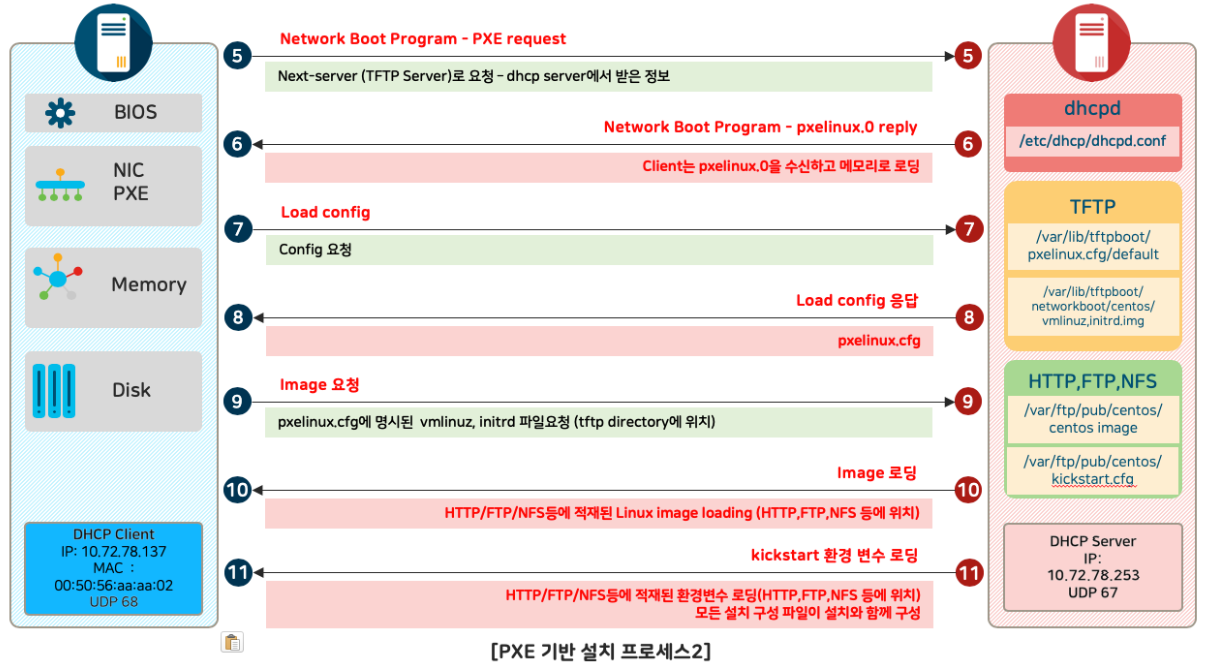 Network Boot Program - PXE request
5
5
Next-server (TFTP Server)로 요청 - dhcp server에서 받은 정보
BIOS
NIC
PXE
Memory
Disk
DHCP Client
IP: 10.72.78.137
MAC :
00:50:56:aa:aa:02
UDP 68
Network Boot Program - pxelinux.0 reply
6
6
Client는 pxelinux.0을 수신하고 메모리로 로딩
Load config
7
7
Config 요청
Load config 응답
8
8
pxelinux.cfg
Image 요청
9
9
pxelinux.cfg에 명시된 vmlinuz, initrd 파일요청 (tftp directory에 위치)
Image 로딩
10
10
HTTP/FTP/NFS등에 적재된 Linux image loading (HTTP,FTP,NFS 등에 위치)
kickstart 환경 변수 로딩
11
11
HTTP/FTP/NFS등에 적재된 환경변수 로딩(HTTP,FTP,NFS 등에 위치)
모든 설치 구성 파일이 설치와 함께 구성
dhcpd
/etc/dhcp/dhcpd.conf
TFTP
/var/lib/tftpboot/
pxelinux.cfg/default
/var/lib/tftpboot/
networkboot/centos/
vmlinuz,initrd.img
HTTP,FTP,NFS
/var/ftp/pub/centos/
centos image
/var/ftp/pub/centos/
kickstart.cfg
DHCP Server
IP:
10.72.78.253
UDP 67
[PXE 기반 설치 프로세스2]